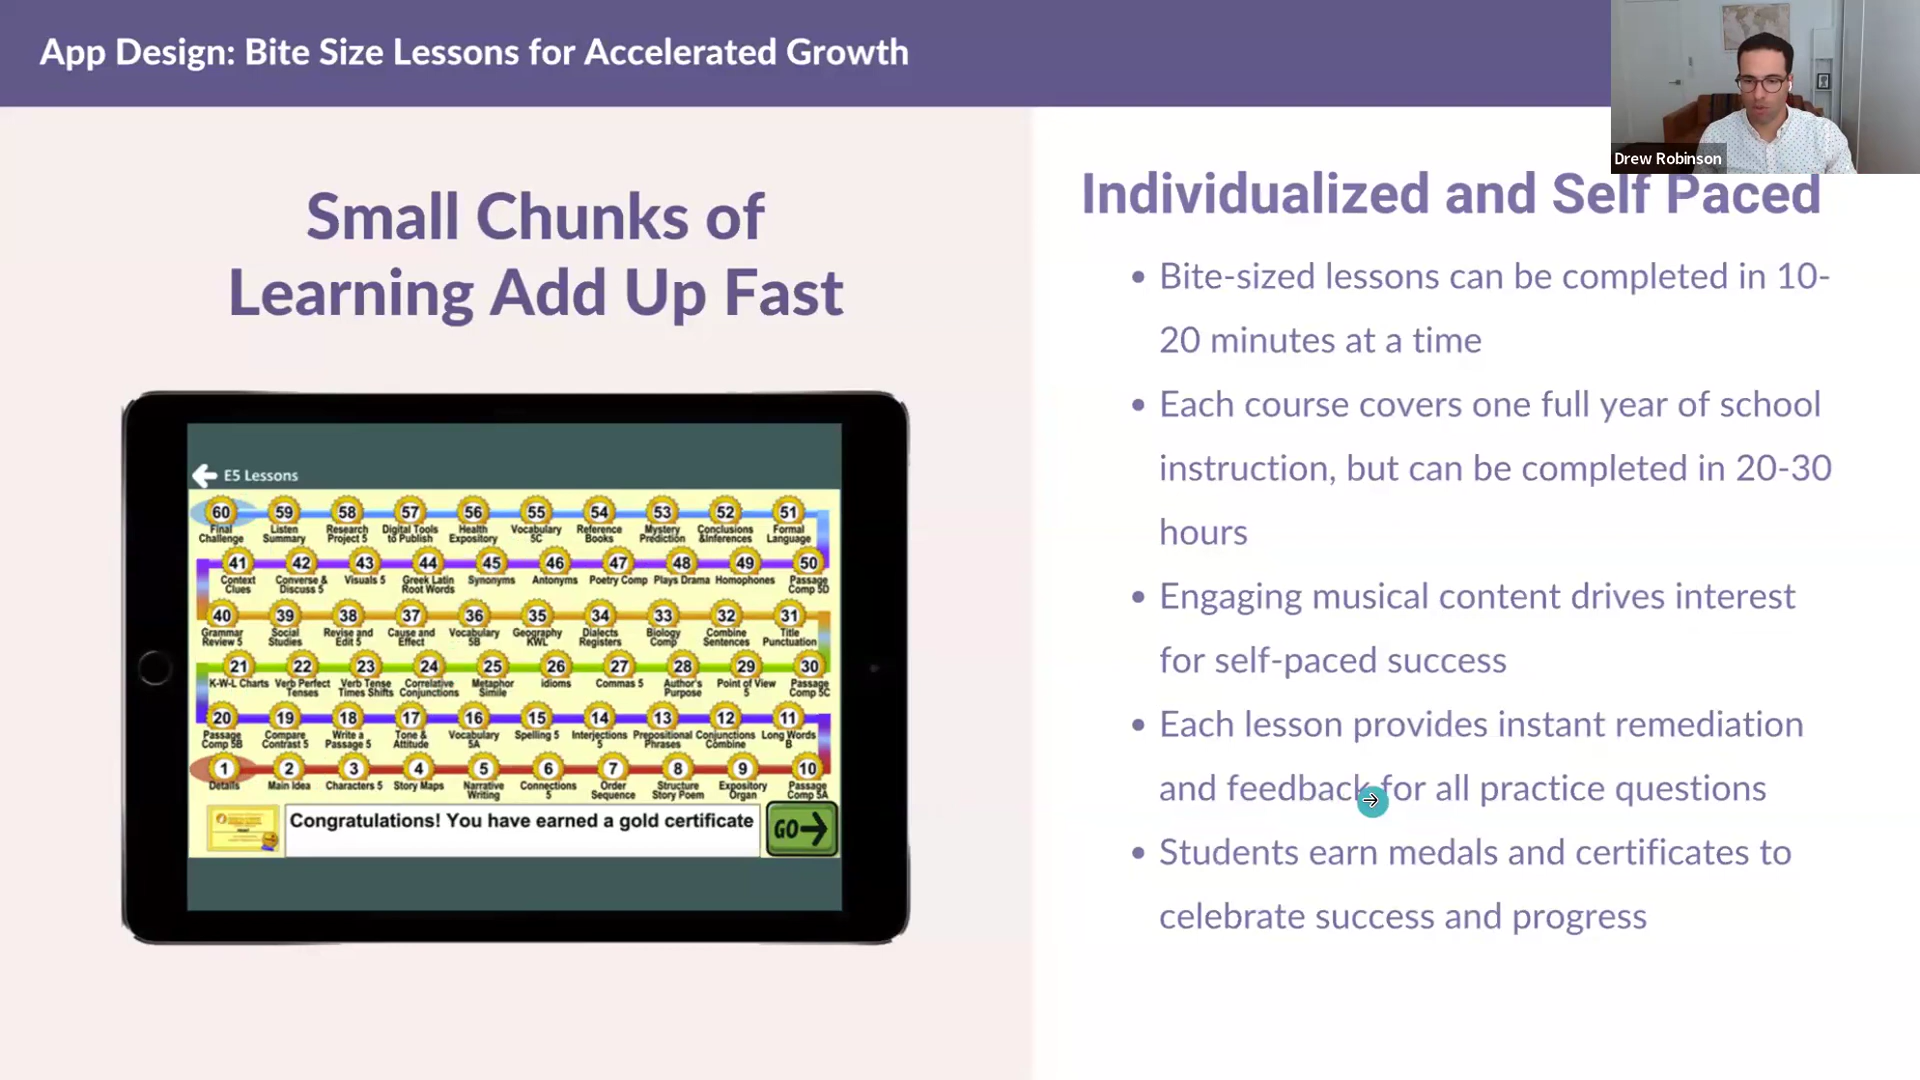 App Design: Bite Size Lessons for Accelerated Growth
Drew Robinson
Small Chunks of
Learning Add Up Fast
E5 Lessons
60 59 58 57 56 55 54 53 52 51
Final Challenge Listen Summary Research Project 5 Digital Tools to Publish Health Expository Vocabulary 5C Reference Books Mystery Prediction Conclusions &Inferences Formal Language
41 42 43 44 45 46 47 48 49 50
Context Clues Converse & Discuss 5 Visuals 5 Greek Latin Root Words Synonyms Antonyms Poetry Comp Plays Drama Homophones Passage Comp 5D
40 39 38 37 36 35 34 33 32 31
Grammar Review 5 Social Studies Revise and Edit 5 Cause and Effect Vocabulary 5B Geography KWL Dialects Registers Biology Comp Combine Sentences Title Punctuation
21 22 23 24 25 26 27 28 29 30
K-W-L Charts Verb Perfect Tenses Verb Tense Times Shifts Correlative Conjunctions Metaphor Simile Idioms Commas 5 Author's Purpose Point of View 5 Passage Comp 5C
20 19 18 17 16 15 14 13 12 11
Passage Comp 5B Compare Contrast 5 Write a Passage 5 Tone & Attitude Vocabulary 5A Spelling 5 Interjections 5 Prepositional Phrases Conjunctions Combine Long Words B
1 2 3 4 5 6 7 8 9 10
Details Main Idea Characters 5 Story Maps Narrative Writing Connections 5 Order Sequence Structure Story Poem Expository Organ Passage Comp 5A
Congratulations! You have earned a gold certificate
GO
Individualized and Self Paced
• Bite-sized lessons can be completed in 10-
20 minutes at a time
• Each course covers one full year of school
instruction, but can be completed in 20-30
hours
• Engaging musical content drives interest
for self-paced success
• Each lesson provides instant remediation
and feedback for all practice questions
• Students earn medals and certificates to
celebrate success and progress